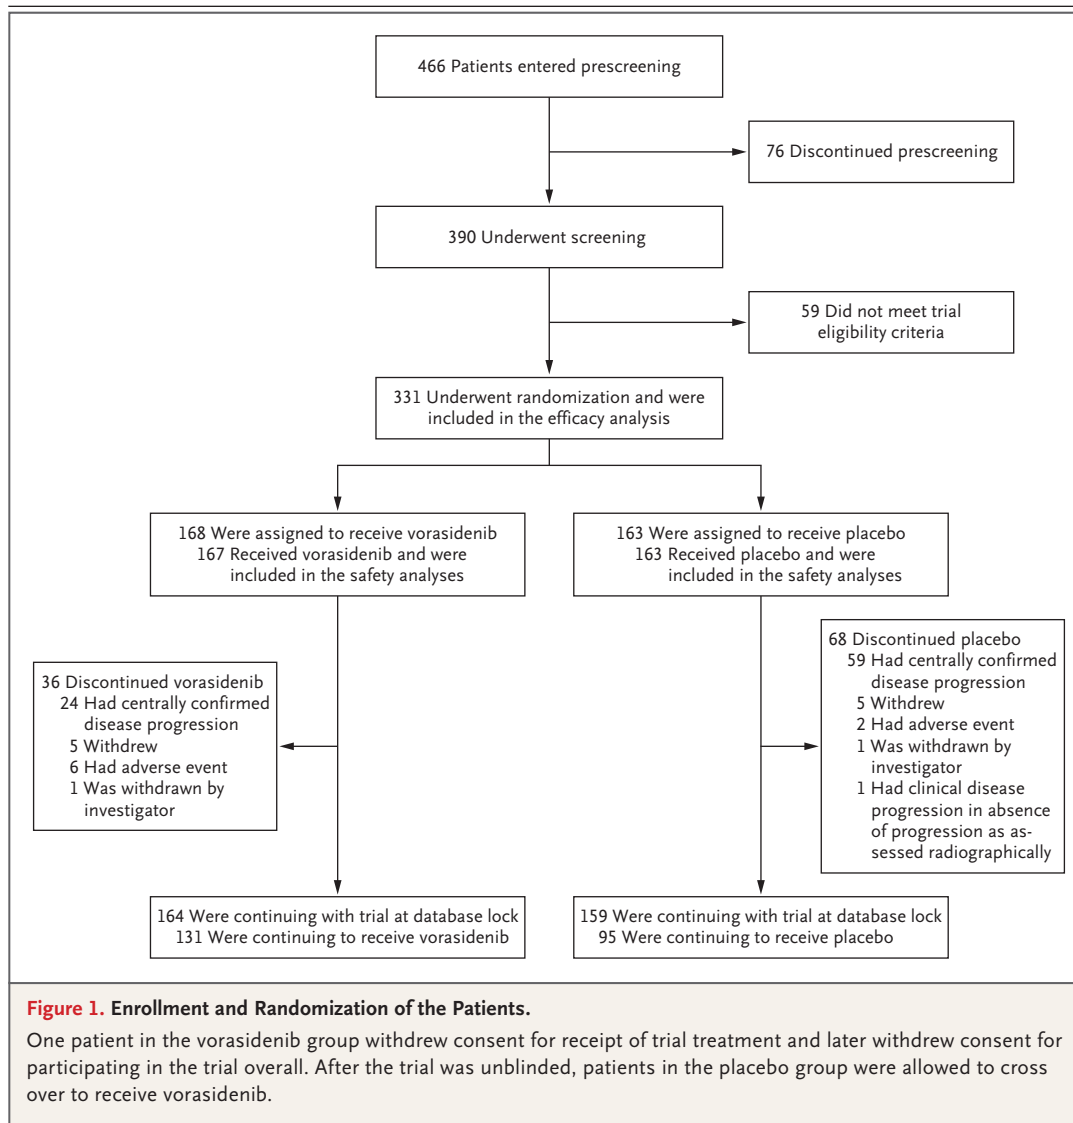 466 Patients entered prescreening
76 Discontinued prescreening
390 Underwent screening
59 Did not meet trial
eligibility criteria
331 Underwent randomization and were
included in the efficacy analysis
168 Were assigned to receive vorasidenib
167 Received vorasidenib and were
included in the safety analyses
163 Were assigned to receive placebo
163 Received placebo and were
included in the safety analyses
36 Discontinued vorasidenib
24 Had centrally confirmed
disease progression
5 Withdrew
6 Had adverse event
1 Was withdrawn by
investigator
68 Discontinued placebo
59 Had centrally confirmed
disease progression
5 Withdrew
2 Had adverse event
1 Was withdrawn by
investigator
1 Had clinical disease
progression in absence
of progression as as-
sessed radiographically
164 Were continuing with trial at database lock
131 Were continuing to receive vorasidenib
159 Were continuing with trial at database lock
95 Were continuing to receive placebo
Figure 1. Enrollment and Randomization of the Patients.
One patient in the vorasidenib group withdrew consent for receipt of trial treatment and later withdrew consent for
participating in the trial overall. After the trial was unblinded, patients in the placebo group were allowed to cross
over to receive vorasidenib.